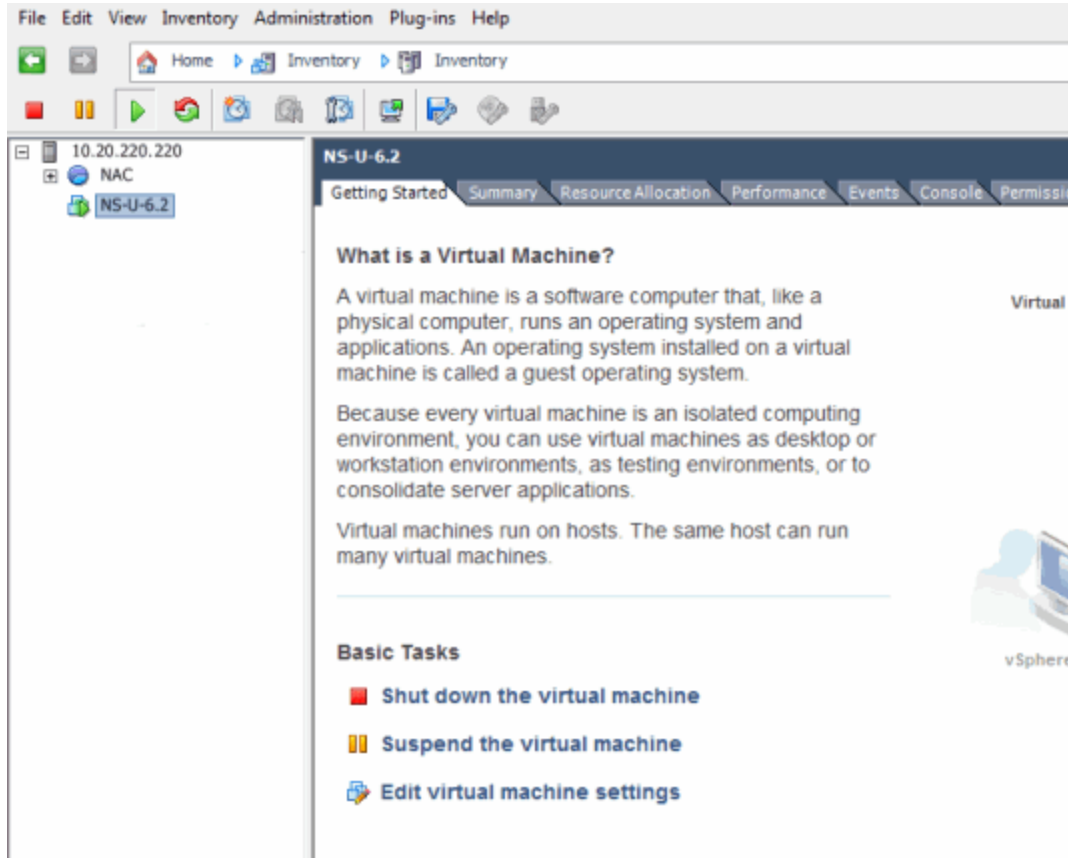 File Edit View Inventory Administration Plug-ins Help
Home Inventory Inventory
10.20.220.220
NAC
NS-U-6.2
NS-U-6.2
Getting Started Summary Resource Allocation Performance Events Console Permissi
What is a Virtual Machine?
A virtual machine is a software computer that, like a
physical computer, runs an operating system and
applications. An operating system installed on a virtual
machine is called a guest operating system.
Because every virtual machine is an isolated computing
environment, you can use virtual machines as desktop or
workstation environments, as testing environments, or to
consolidate server applications.
Virtual machines run on hosts. The same host can run
many virtual machines.
Virtual
vSphere
Basic Tasks
Shut down the virtual machine
Suspend the virtual machine
Edit virtual machine settings